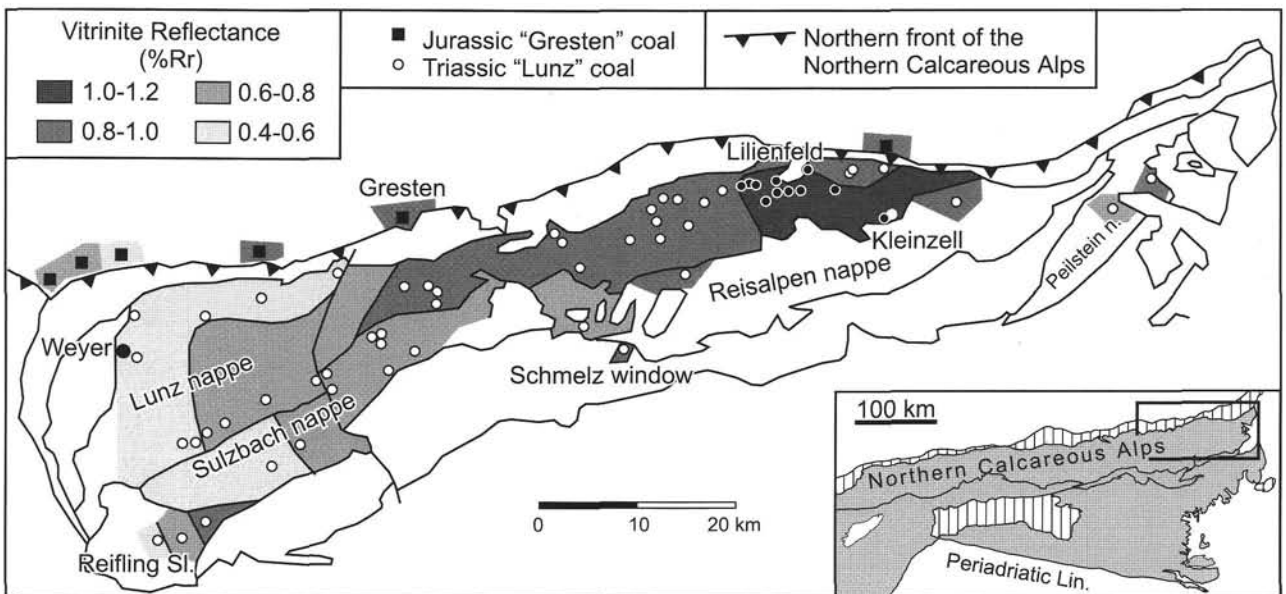 Vitrinite Reflectance
(%Rr)
1.0-1.2
0.6-0.8
0.8-1.0
0.4-0.6
Jurassic “Gresten” coal
Triassic “Lunz” coal
Northern front of the
Northern Calcareous Alps
Lilienfeld
Gresten
Kleinzell
Peilstein n.
Reisalpen nappe
Weyer
Lunz nappe
Schmelz window
Sulzbach nappe
Reifling Sl.
0
10
20 km
100 km
Northern Calcareous Alps
Periadriatic Lin.